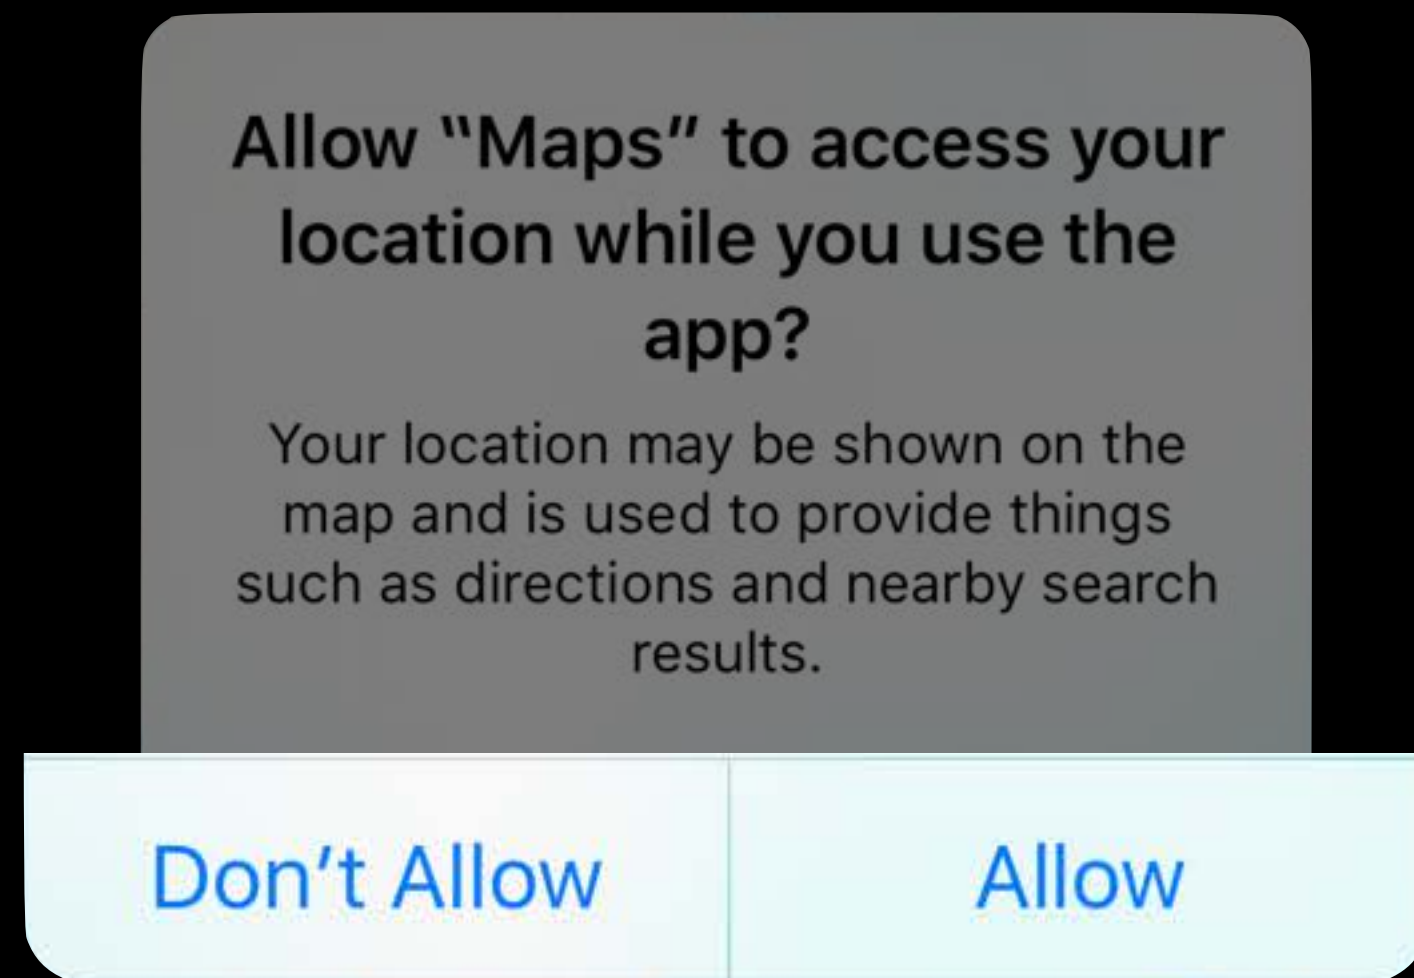 Allow “Maps” to access your
location while you use the
app?
Your location may be shown on the
map and is used to provide things
such as directions and nearby search
results.
Don’t Allow
Allow